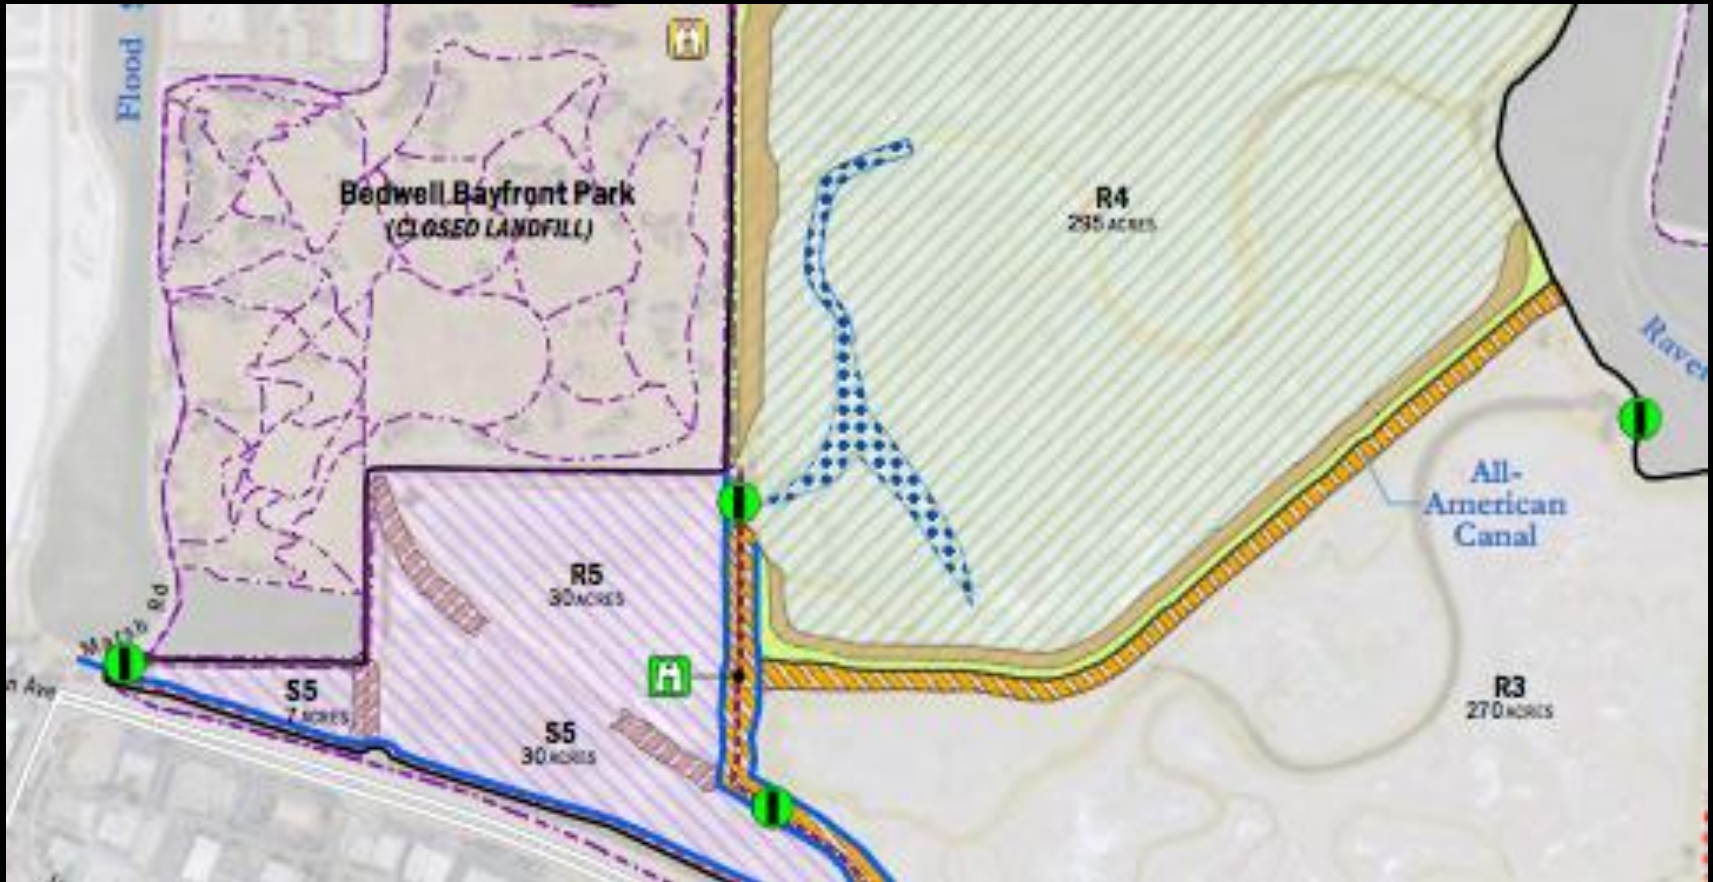 Flood
Bedwell Bayfront Park
(CLOSED LANDFILL)
R4
295 ACRES
All-
American
Canal
R5
30 ACRES
Marsh Rd
S5
7 ACRES
S5
30 ACRES
R3
270 ACRES
Ave